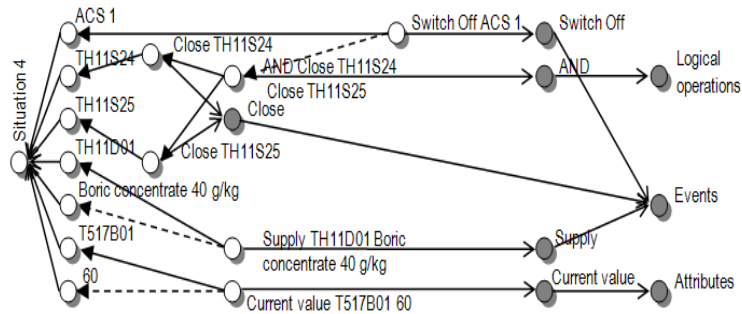 ACS 1
Switch Off ACS 1
Switch Off
TH11S24
Close TH11S24
AND Close TH11S24
Close TH11S25
AND
Logical
operations
Situation 4
TH11S25
Close
TH11D01
Close TH11S25
Boric concentrate 40 g/kg
Events
T517B01
Supply TH11D01 Boric
concentrate 40 g/kg
Supply
60
Current value T517B01 60
Current value
Attributes